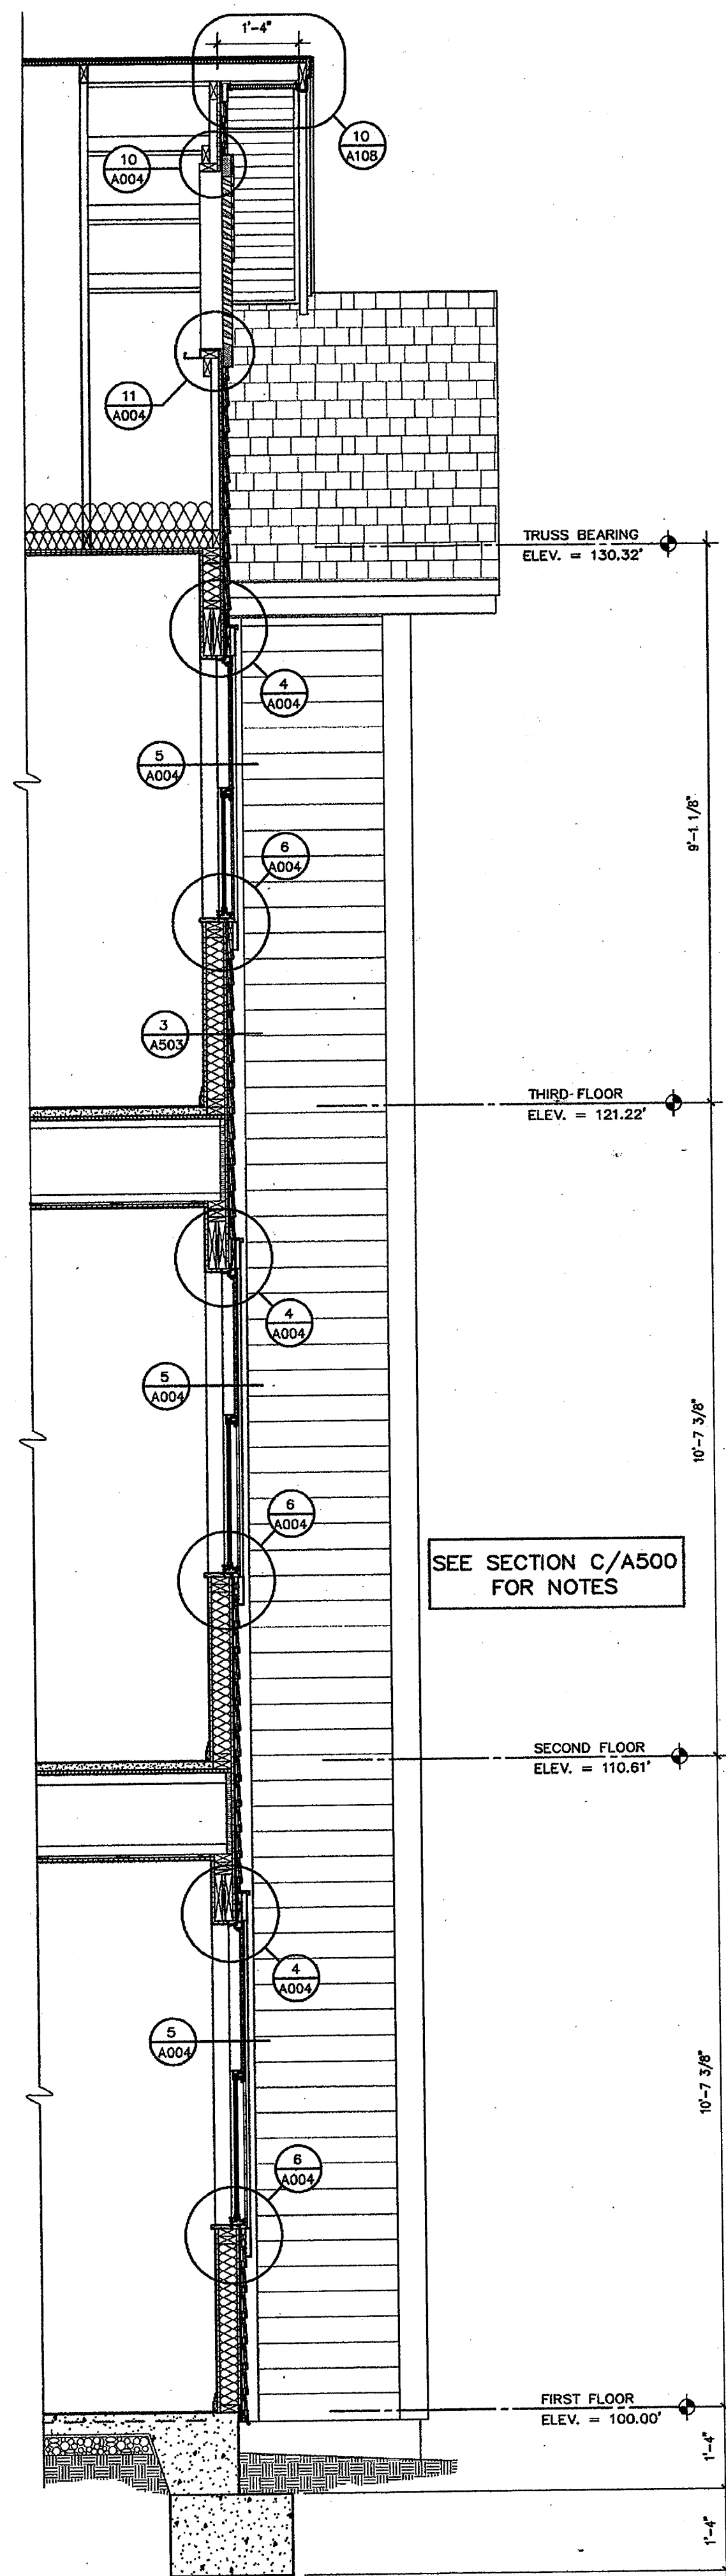 1'-4"
10
A108
10
A004
11
A004
TRUSS BEARING
ELEV. = 130.32'
4
A004
5
A004
9'-1 1/8"
6
A004
3
A503
THIRD FLOOR
ELEV. = 121.22'
4
A004
5
A004
10'-7 3/8"
6
A004
SEE SECTION C/A500
FOR NOTES
SECOND FLOOR
ELEV. = 110.61'
4
A004
5
A004
10'-7 3/8"
6
A004
FIRST FLOOR
ELEV. = 100.00'
1'-4"
1'-4"